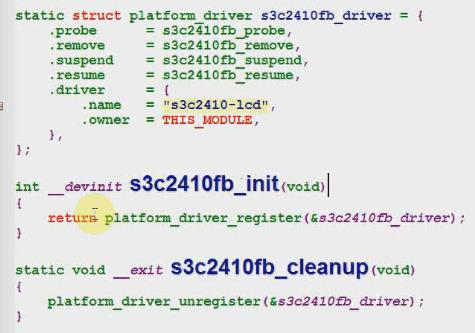 static struct platform_driver s3c2410fb_driver = {
    .probe      = s3c2410fb_probe,
    .remove     = s3c2410fb_remove,
    .suspend    = s3c2410fb_suspend,
    .resume     = s3c2410fb_resume,
    .driver     = {
        .name   = "s3c2410-lcd",
        .owner  = THIS_MODULE,
    },
};
int __devinit s3c2410fb_init(void)
{
    return platform_driver_register(&s3c2410fb_driver);
}
static void __exit s3c2410fb_cleanup(void)
{
    platform_driver_unregister(&s3c2410fb_driver);
}